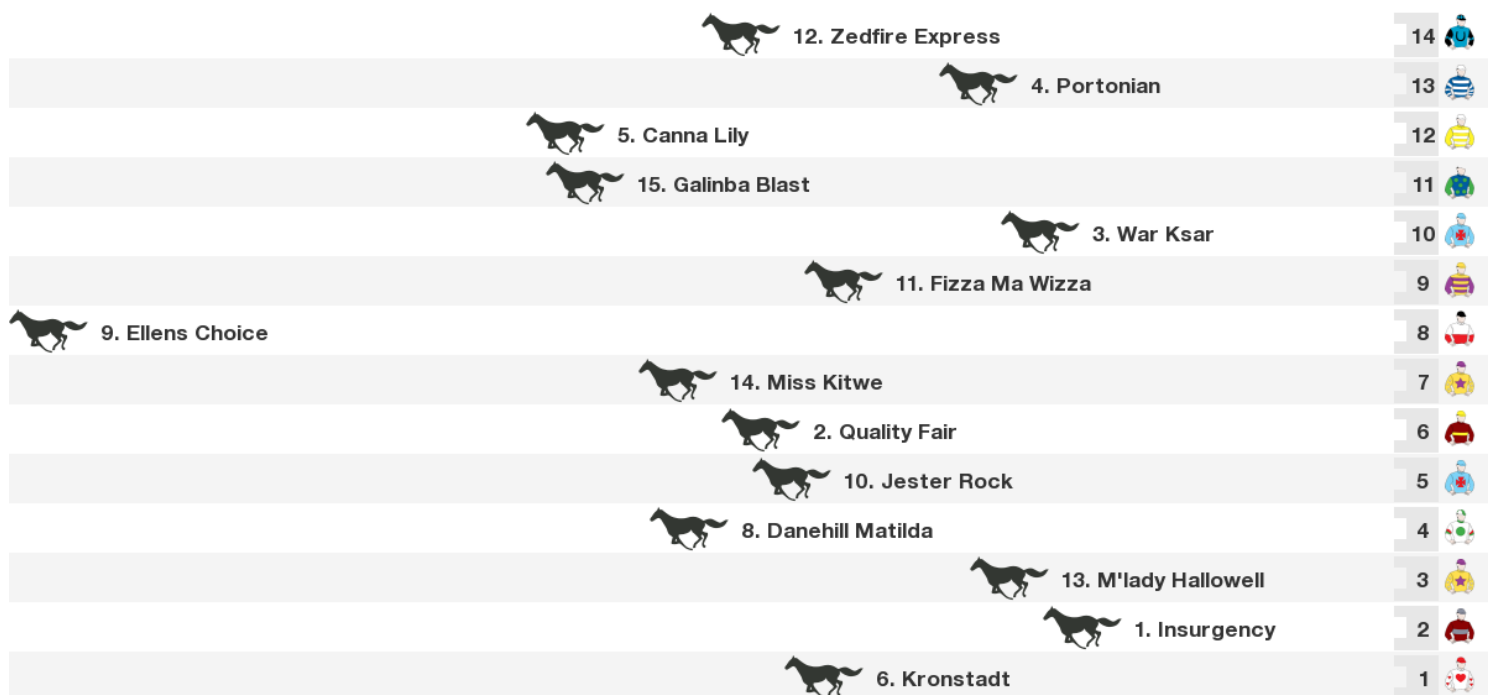 12. Zedfire Express 14
4. Portonian 13
5. Canna Lily 12
15. Galinba Blast 11
3. War Ksar 10
11. Fizza Ma Wizza 9
9. Ellens Choice 8
14. Miss Kitwe 7
2. Quality Fair 6
10. Jester Rock 5
8. Danehill Matilda 4
13. M'lady Hallowell 3
1. Insurgency 2
6. Kronstadt 1